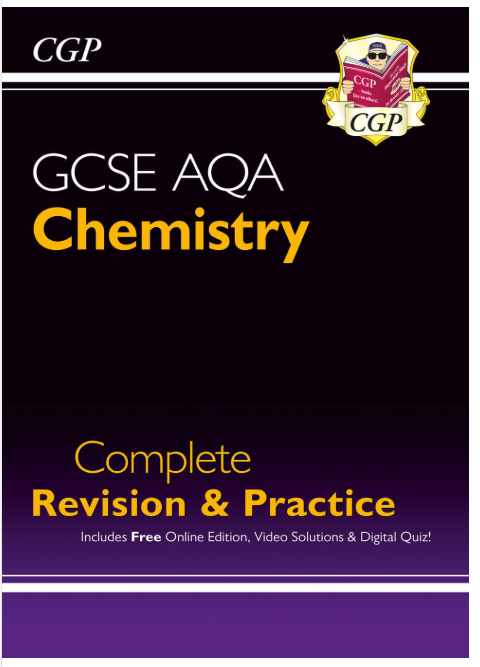 CGP
CGP
CGP
GCSE AQA
Chemistry
Complete
Revision & Practice
Includes Free Online Edition, Video Solutions & Digital Quiz!